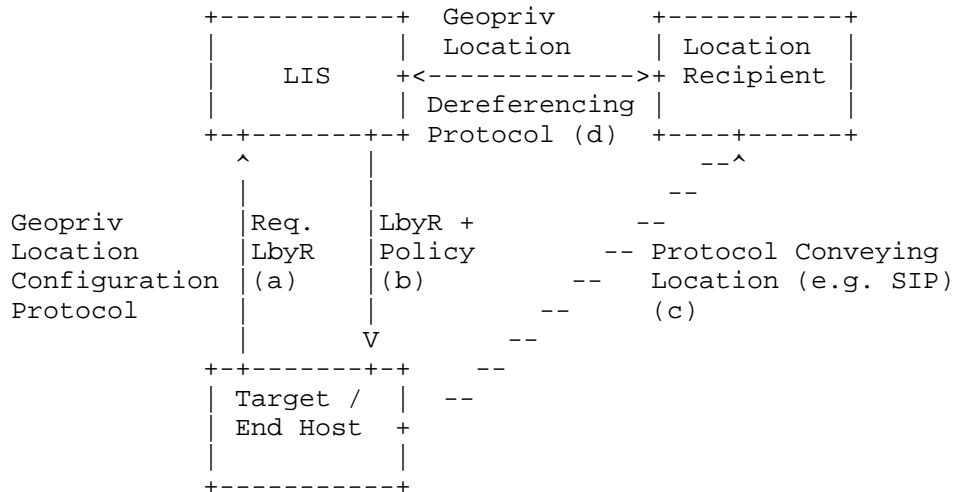 +-----------+  Geopriv      +-----------+
|           |  Location     | Location  |
|    LIS    +<------------->+ Recipient |
|           | Dereferencing |           |
+-+-------+-+ Protocol (d)  +----+------+
  ^       |                    --^
  |       |                  --
Geopriv       |Req.   |LbyR +          --
Location      |LbyR   |Policy        -- Protocol Conveying
Configuration |(a)    |(b)         --   Location (e.g. SIP)
Protocol      |       |          --     (c)
  |       V        --
+-+-------+-+    --
| Target /  |  --
| End Host  +
|           |
+-----------+